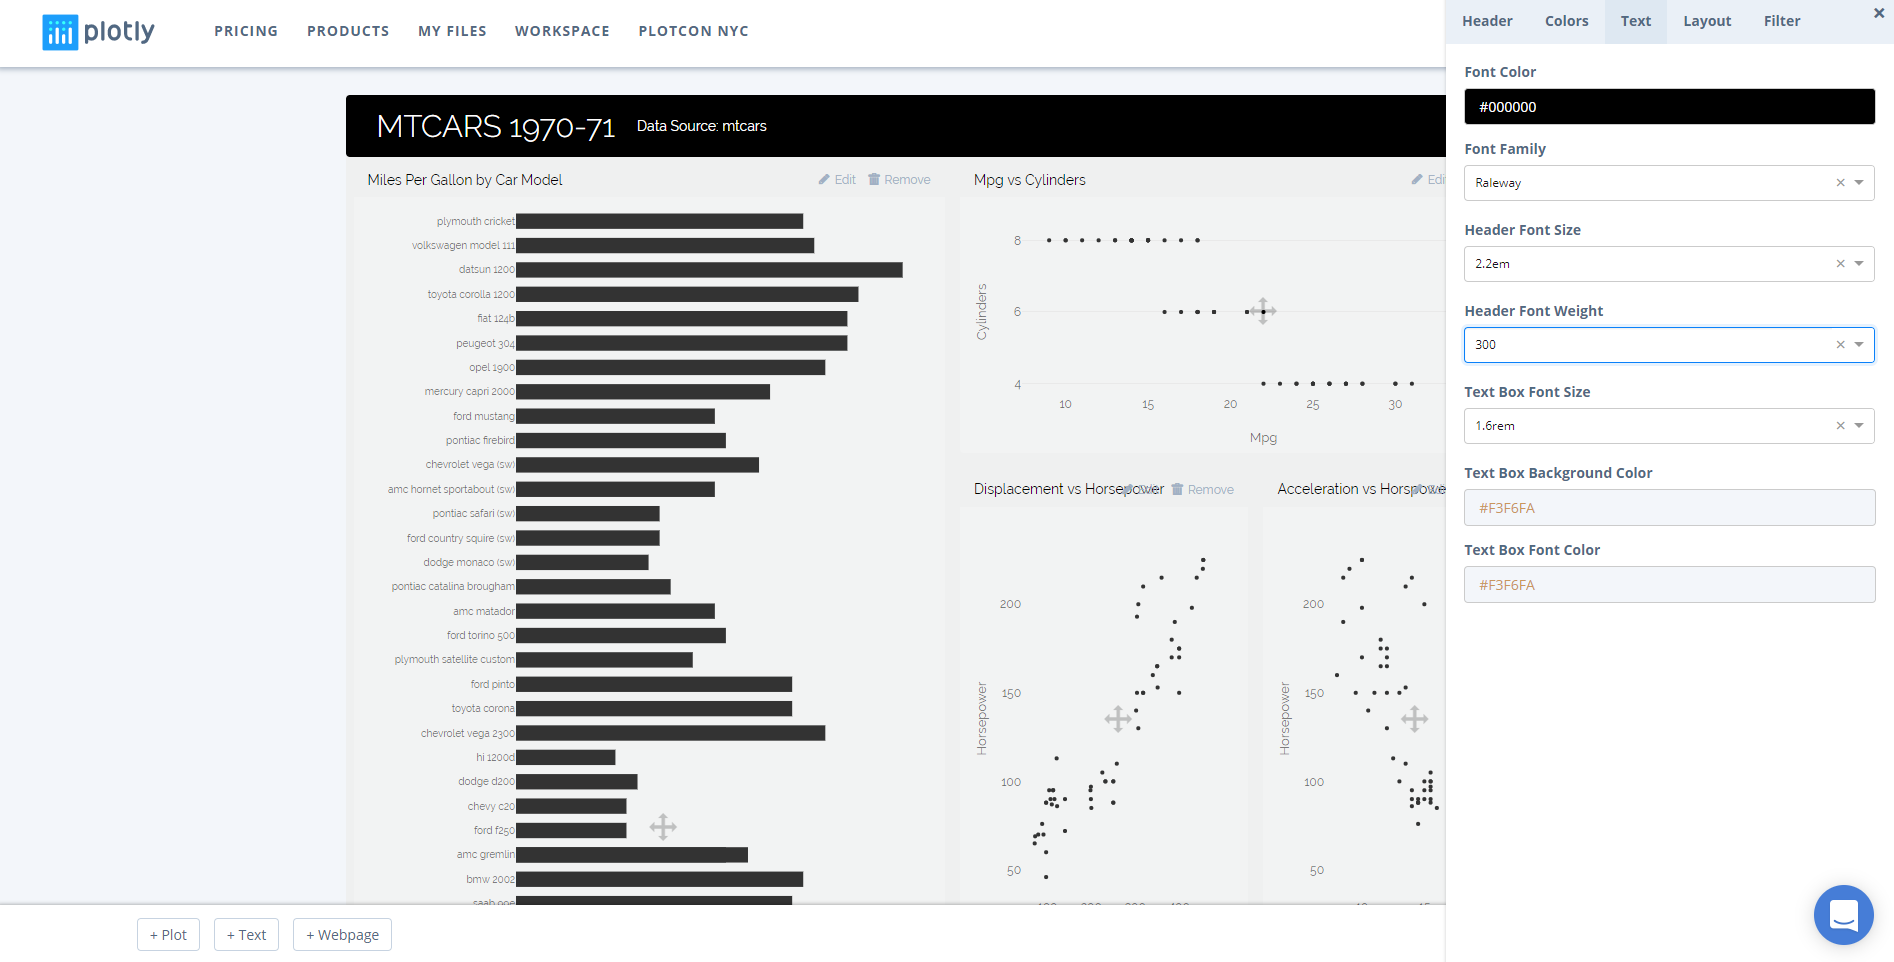 plotly
PRICING PRODUCTS MY FILES WORKSPACE PLOTCON NYC
Header Colors Text Layout Filter
MTCARS 1970-71 Data Source: mtcars
Miles Per Gallon by Car Model
Edit Remove
plymouth cricket
volkswagen model 111
datsun 1200
toyota corolla 1200
fiat 124b
peugeot 304
opel 1900
mercury capri 2000
ford mustang
pontiac firebird
chevrolet vega (sw)
amc hornet sportabout (sw)
pontiac safari (sw)
ford country squire (sw)
dodge monaco (sw)
pontiac catalina brougham
amc matador
ford torino 500
plymouth satellite custom
ford pinto
toyota corona
chevrolet vega 2300
hi 1200d
dodge d200
chevy c20
ford f250
amc gremlin
bmw 2002
saab 99e
Mpg vs Cylinders
Edi
8
6
4
Cylinders
10 15 20 25 30
Mpg
Displacement vs Horsepower
Remove
200
150
100
50
Horsepower
Acceleration vs Horspowe
200
150
100
50
Horsepower
Font Color
#000000
Font Family
Raleway
Header Font Size
2.2em
Header Font Weight
300
Text Box Font Size
1.6rem
Text Box Background Color
#F3F6FA
Text Box Font Color
#F3F6FA
+ Plot + Text + Webpage